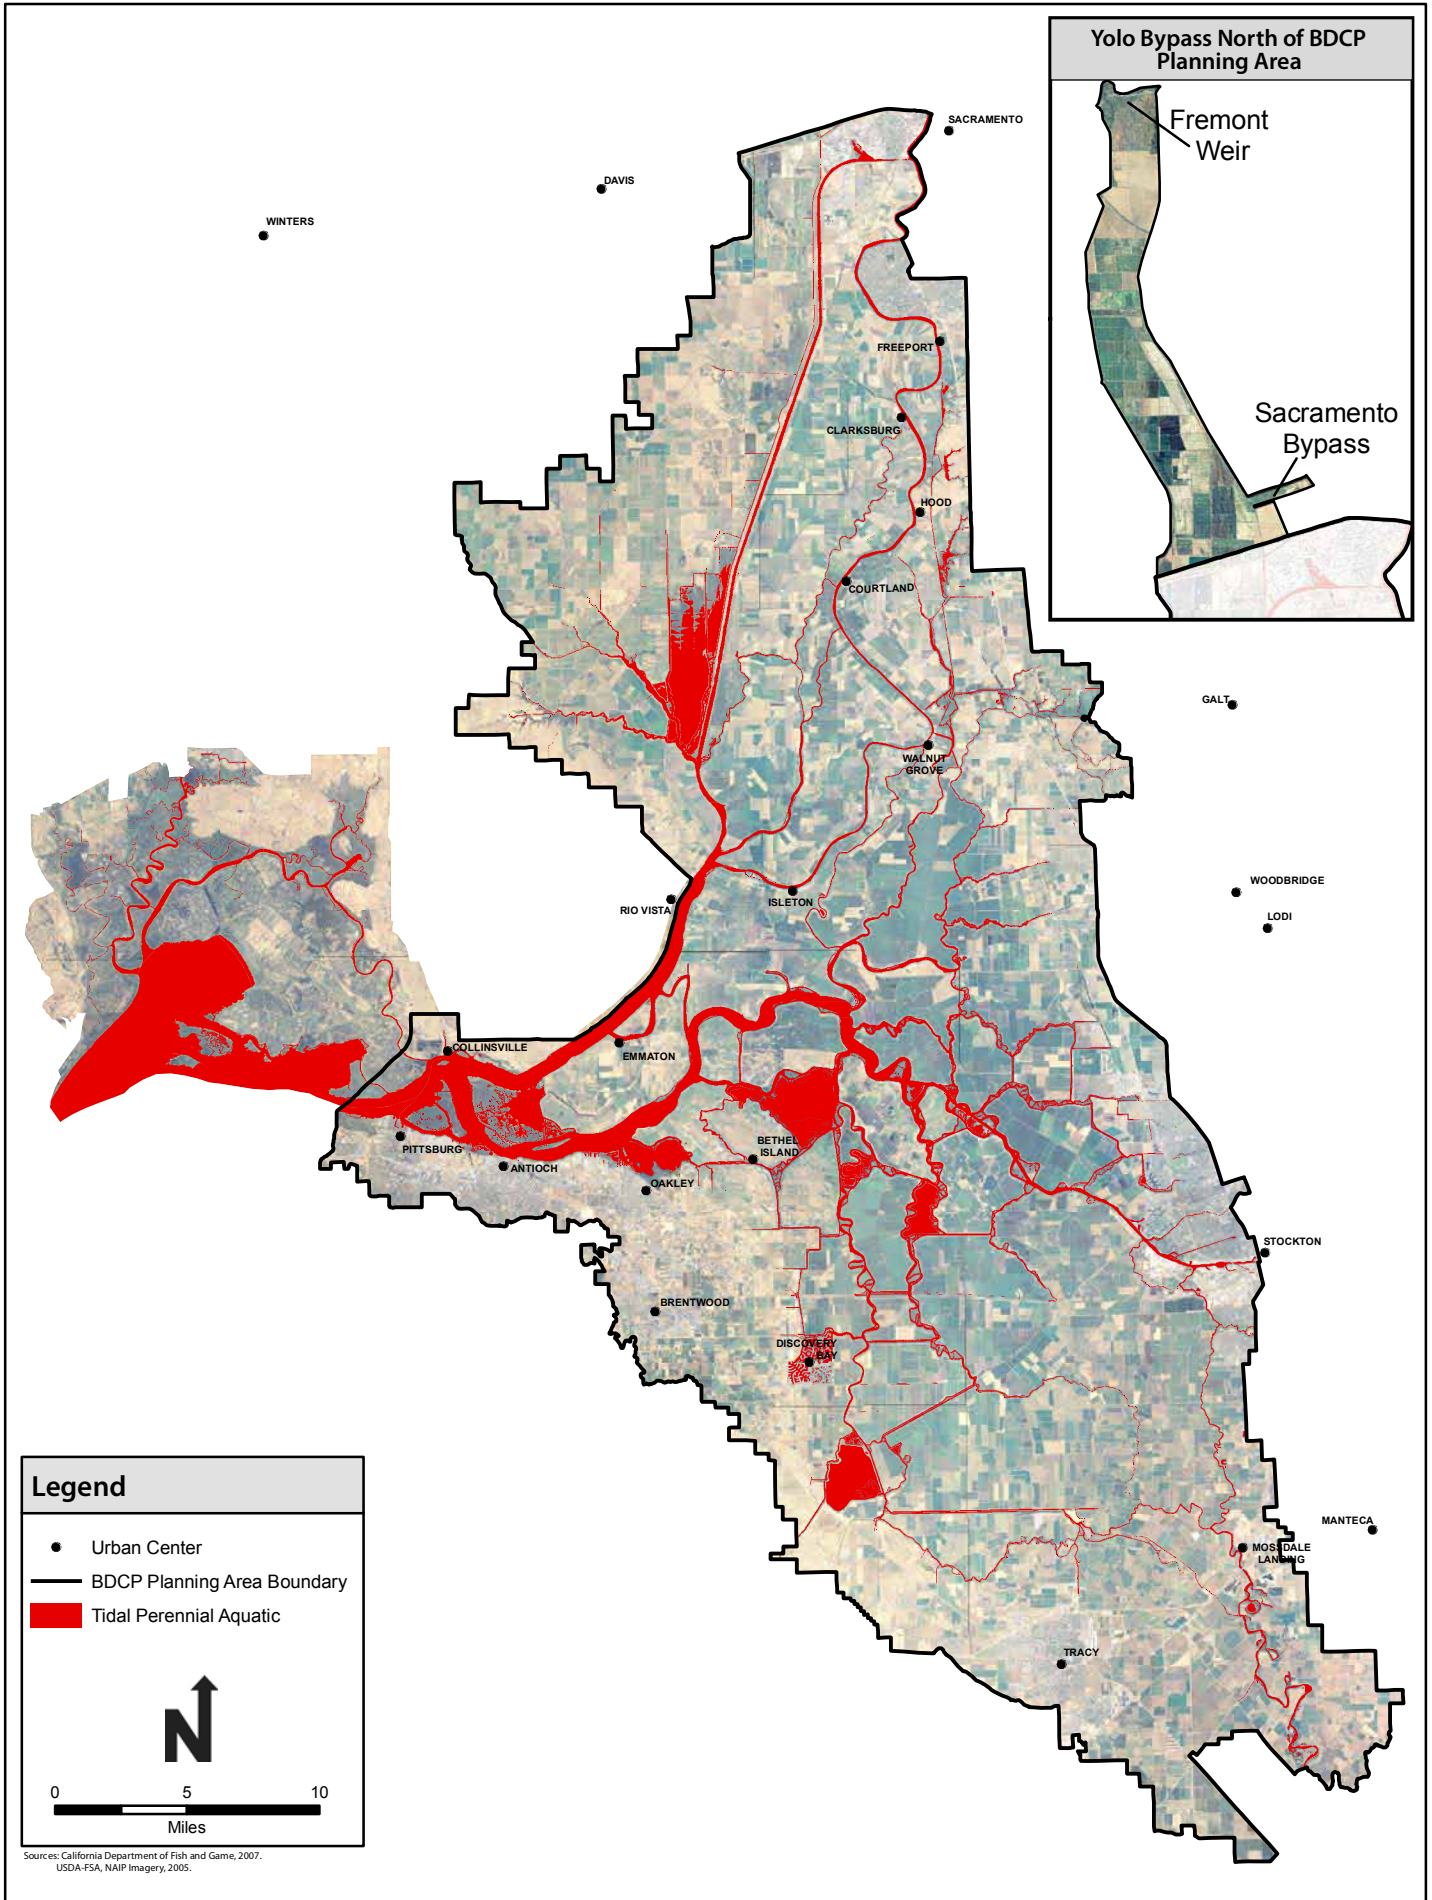 Yolo Bypass North of BDCP
Planning Area
Fremont
Weir
Sacramento
Bypass
SACRAMENTO
DAVIS
WINTERS
FREEPORT
CLARKSBURG
HOOD
COURTLAND
GALT
WALNUT
GROVE
WOODBRIDGE
LODI
RIO VISTA
ISLETON
COLLINSVILLE
EMMATON
PITTSBURG
ANTIOCH
BETHEL
ISLAND
OAKLEY
STOCKTON
BRENTWOOD
DISCOVERY
BAY
MANTECA
MOSSDALE
LANDING
TRACY
Legend
Urban Center
BDCP Planning Area Boundary
Tidal Perennial Aquatic
N
0 5 10
Miles
Sources: California Department of Fish and Game, 2007.
USDA-FSA, NAIP Imagery, 2005.